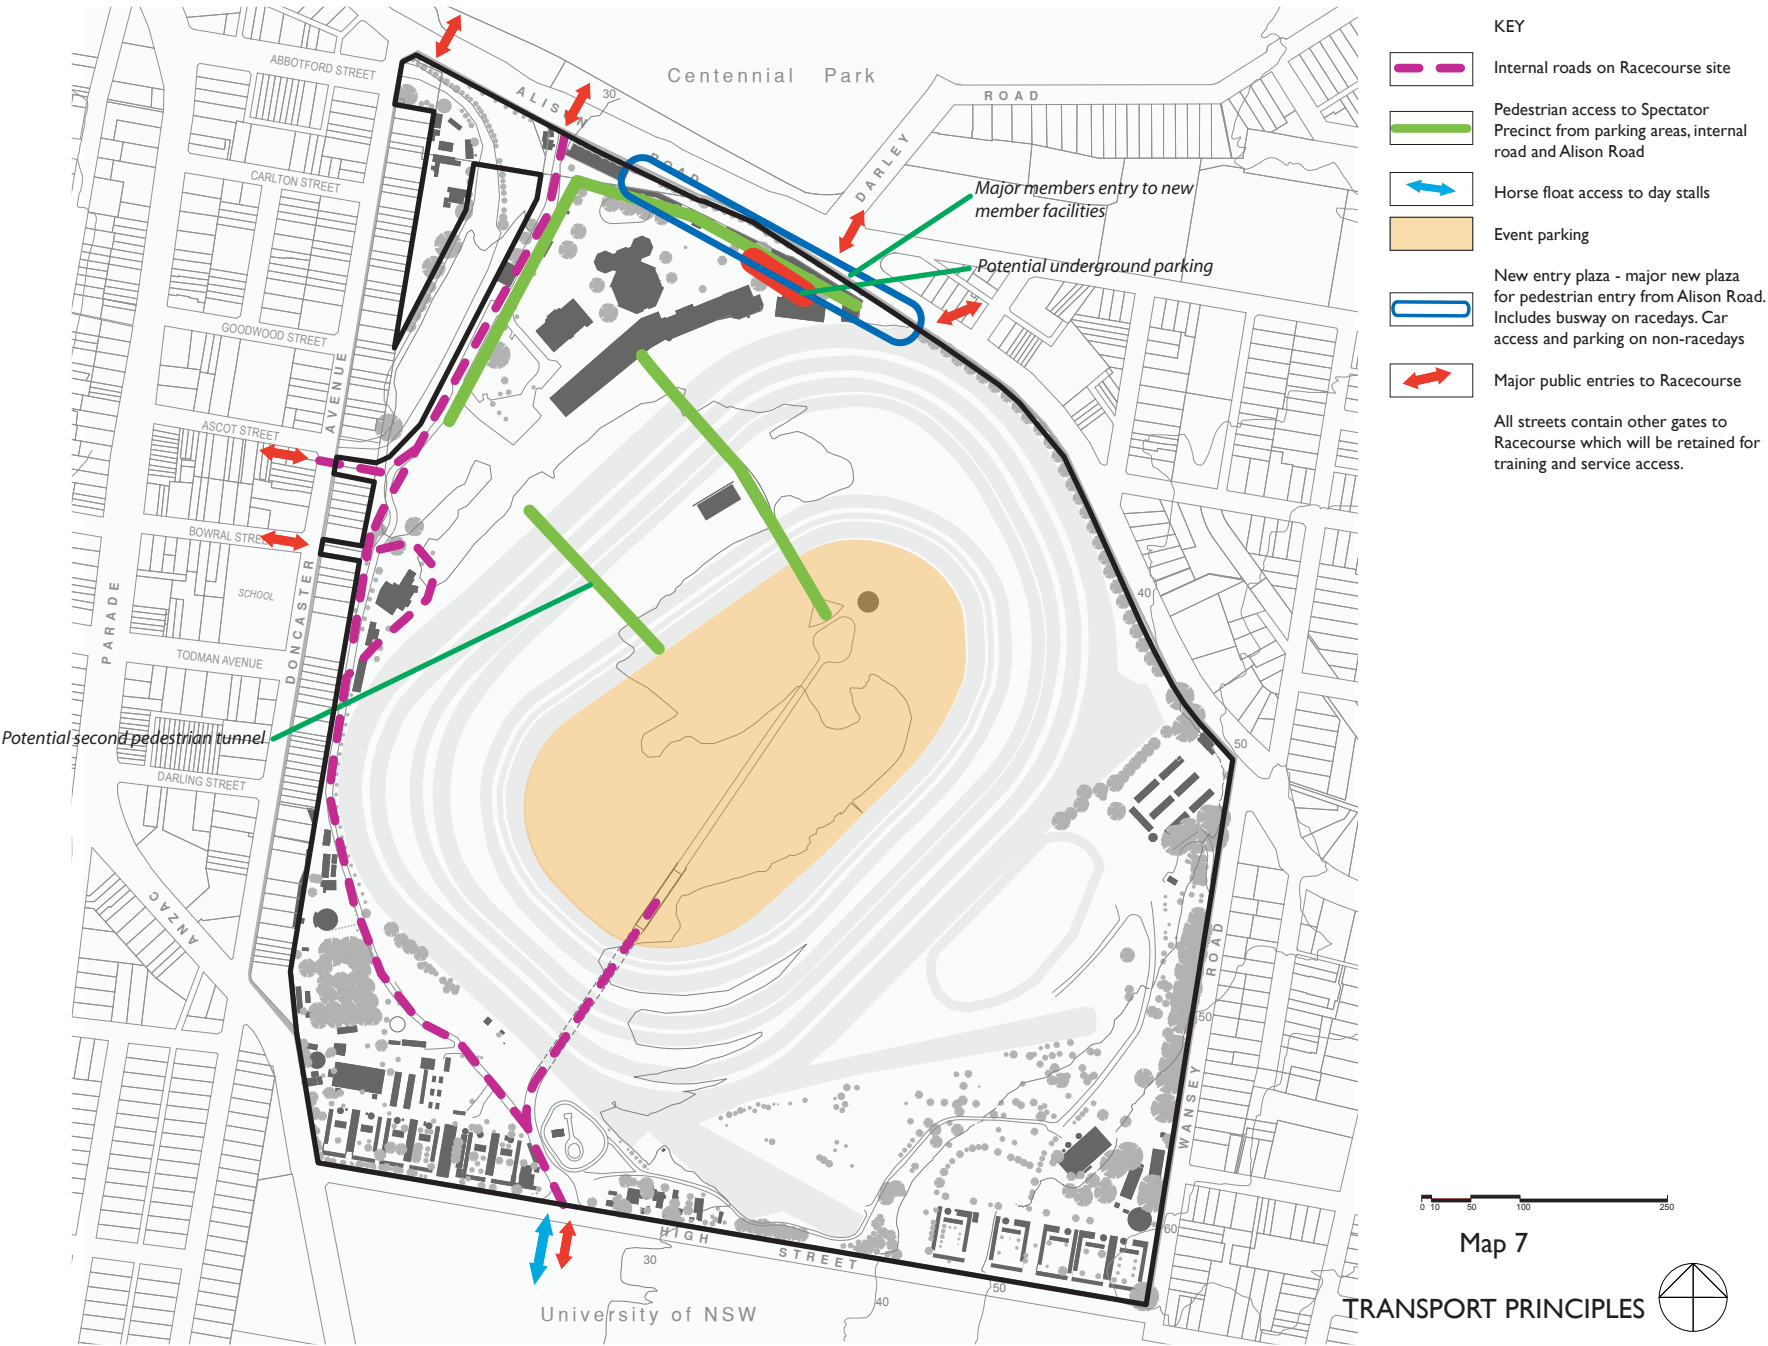 KEY
Internal roads on Racecourse site
Pedestrian access to Spectator
Precinct from parking areas, internal
road and Alison Road
Horse float access to day stalls
Event parking
New entry plaza - major new plaza
for pedestrian entry from Alison Road.
Includes busway on racedays. Car
access and parking on non-racedays
Major public entries to Racecourse
All streets contain other gates to
Racecourse which will be retained for
training and service access.
Centennial Park
ABBOTFORD STREET
ALISON
30
ROAD
ROAD
DARLEY
CARLTON STREET
Major members entry to new
member facilities
Potential underground parking
GOODWOOD STREET
AVENUE
ASCOT STREET
BOWRAL STREET
SCHOOL
DONCASTER
PARADE
TODMAN AVENUE
40
Potential second pedestrian tunnel
50
DARLING STREET
ANZAC
ROAD
50
WANSEY
60
HIGH
STREET
30
50
40
University of NSW
0 10 50 100 250
Map 7
TRANSPORT PRINCIPLES